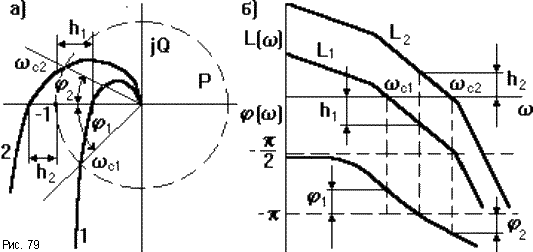 а)
h₁
jQ
ωc2
φ₂
P
-1
φ₁
ωc1
2
h₂
1
Рис. 79
б)
L(ω)
L₁
L₂
ωc1
ωc2
h₂
ω
φ(ω)
h₁
-π/2
φ₁
-π
φ₂